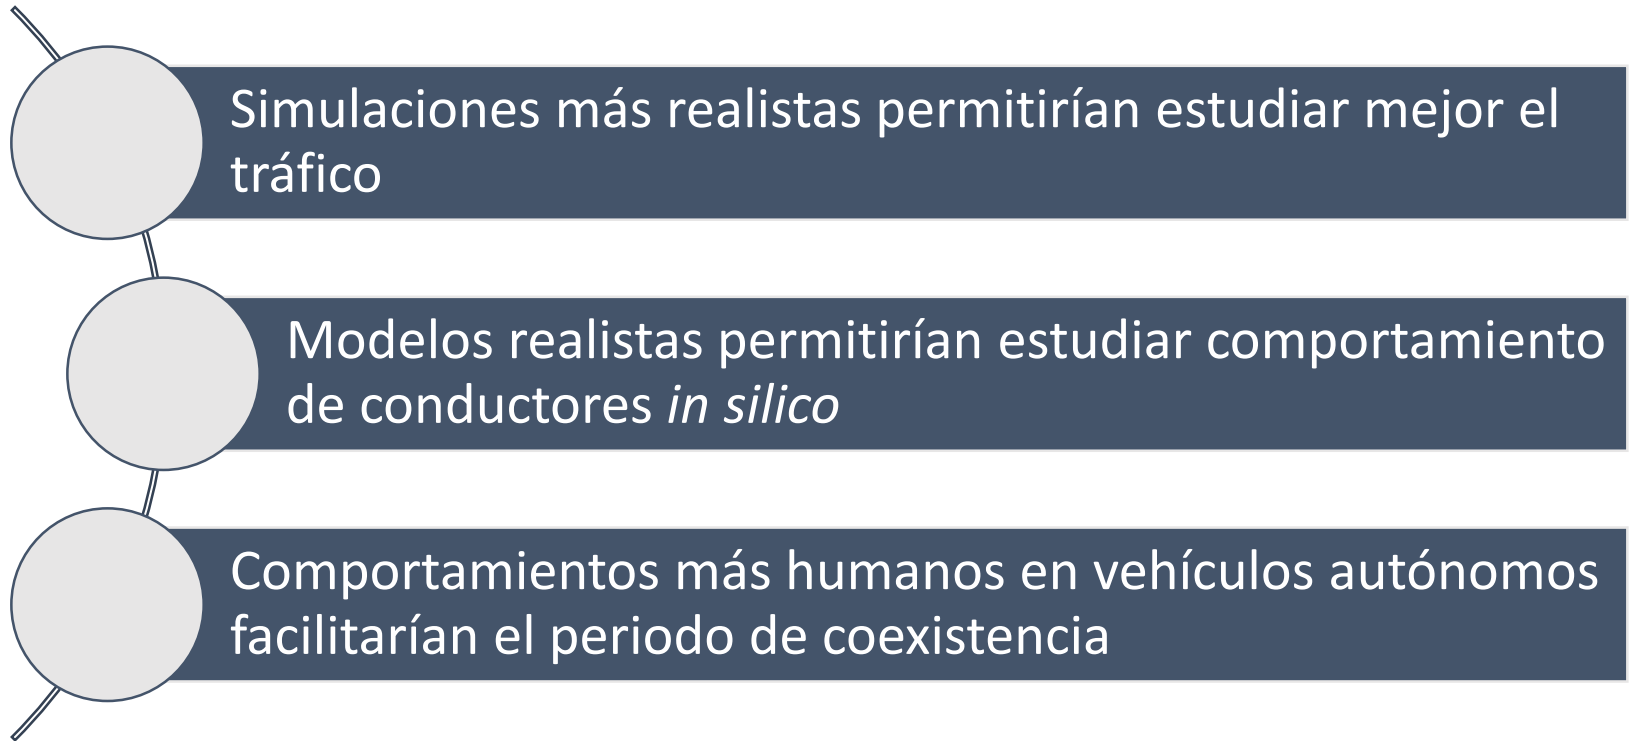 Simulaciones más realistas permitirían estudiar mejor el
tráfico
Modelos realistas permitirían estudiar comportamiento
de conductores in silico
Comportamientos más humanos en vehículos autónomos
facilitarían el periodo de coexistencia